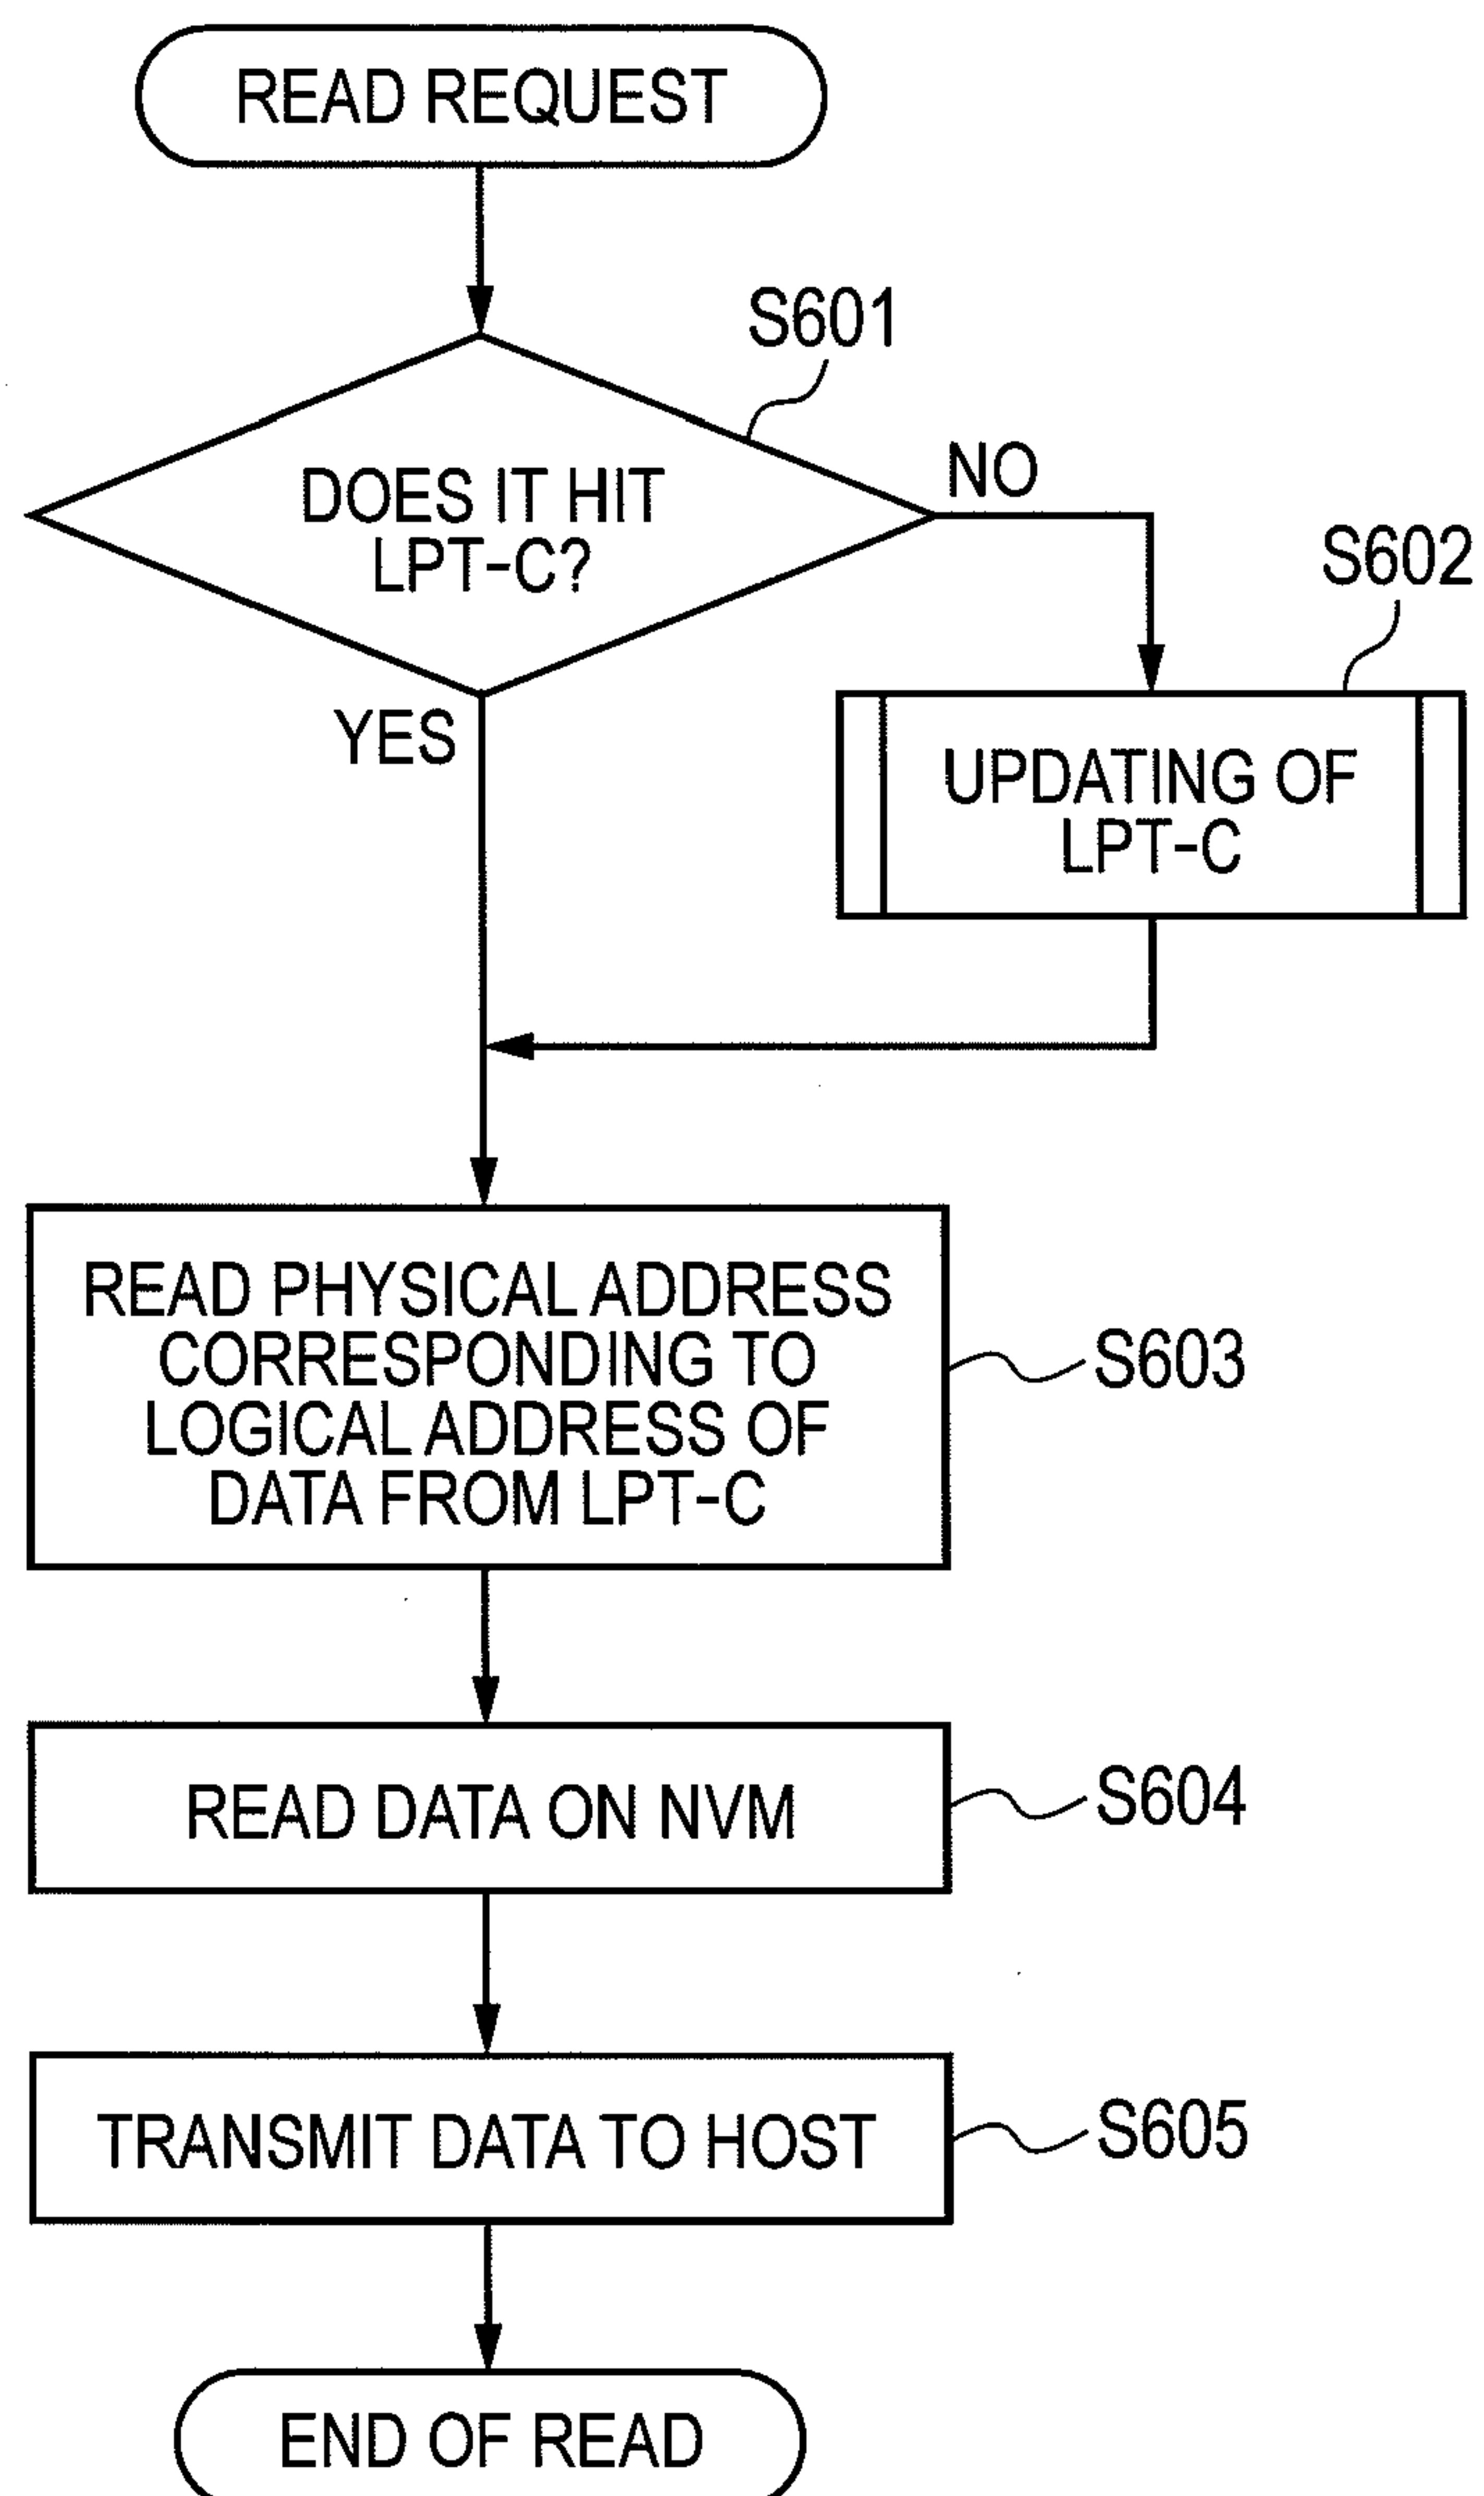 READ REQUEST
S601
DOES IT HIT
LPT-C?
NO
YES
S602
UPDATING OF
LPT-C
READ PHYSICAL ADDRESS
CORRESPONDING TO
LOGICAL ADDRESS OF
DATA FROM LPT-C
S603
READ DATA ON NVM
S604
TRANSMIT DATA TO HOST
S605
END OF READ